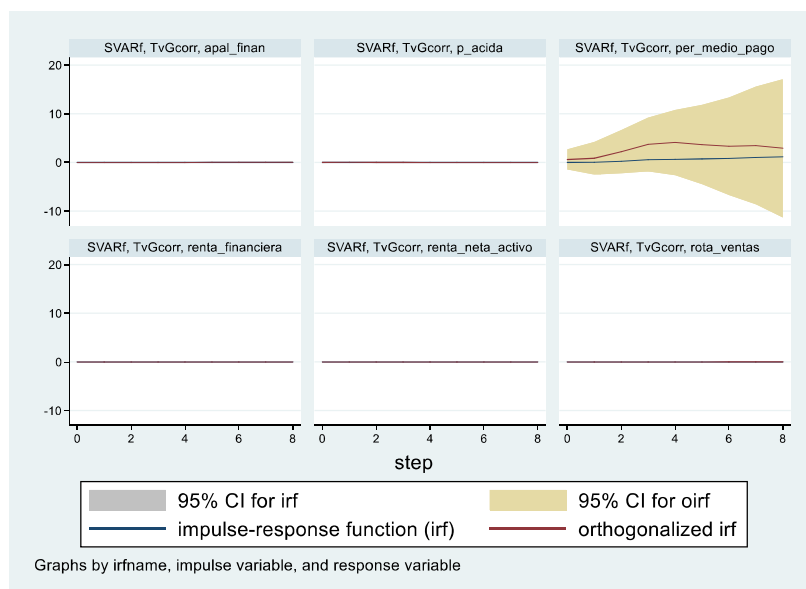 SVARf, TvGcorr, apal_finan
SVARf, TvGcorr, p_acida
SVARf, TvGcorr, per_medio_pago
20
10
0
-10
SVARf, TvGcorr, renta_financiera
SVARf, TvGcorr, renta_neta_activo
SVARf, TvGcorr, rota_ventas
20
10
0
-10
0 2 4 6 8 0 2 4 6 8 0 2 4 6 8
step
95% CI for irf 95% CI for oirf
impulse-response function (irf) orthogonalized irf
Graphs by irfname, impulse variable, and response variable